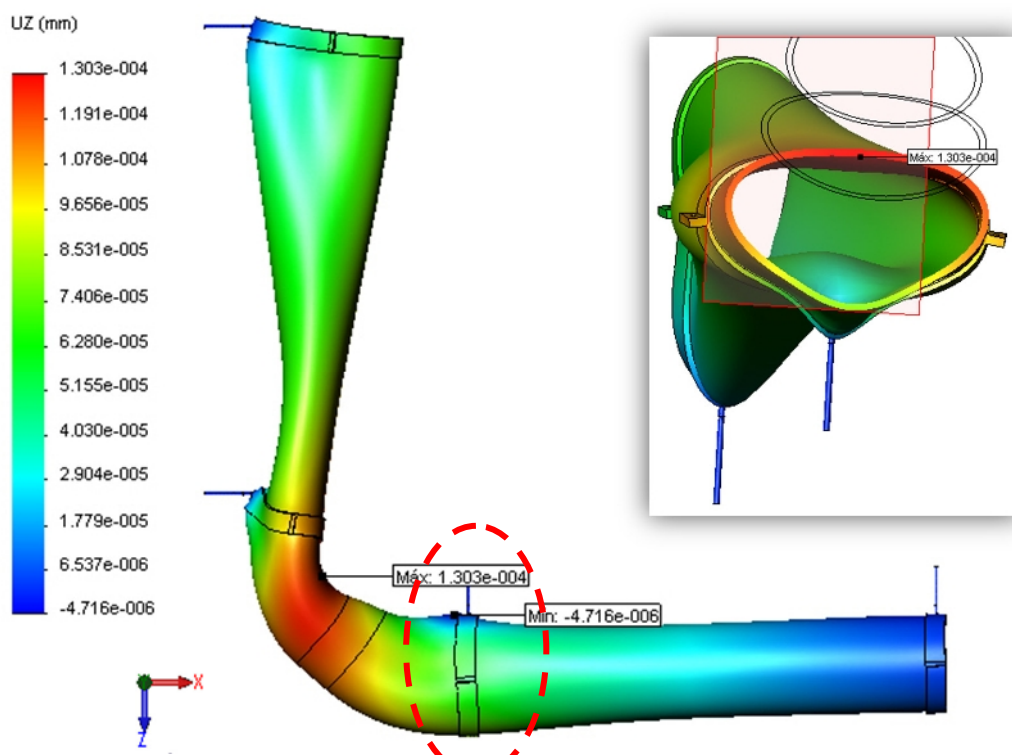 UZ (mm)
1.303e-004
1.191e-004
1.078e-004
9.656e-005
8.531e-005
7.406e-005
6.280e-005
5.155e-005
4.030e-005
2.904e-005
1.779e-005
6.537e-006
-4.716e-006
Máx: 1.303e-004
Máx: 1.303e-004
Mín: -4.716e-006
X
Z